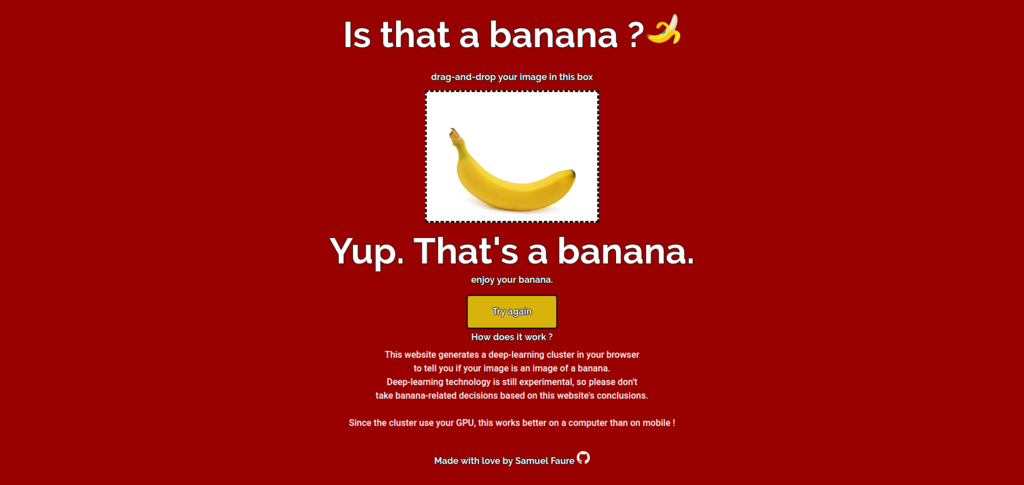 Is that a banana ?🍌
drag-and-drop your image in this box
Yup. That's a banana.
enjoy your banana.
Try again
How does it work ?
This website generates a deep-learning cluster in your browser
to tell you if your image is an image of a banana.
Deep-learning technology is still experimental, so please don't
take banana-related decisions based on this website's conclusions.
Since the cluster use your GPU, this works better on a computer than on mobile !
Made with love by Samuel Faure